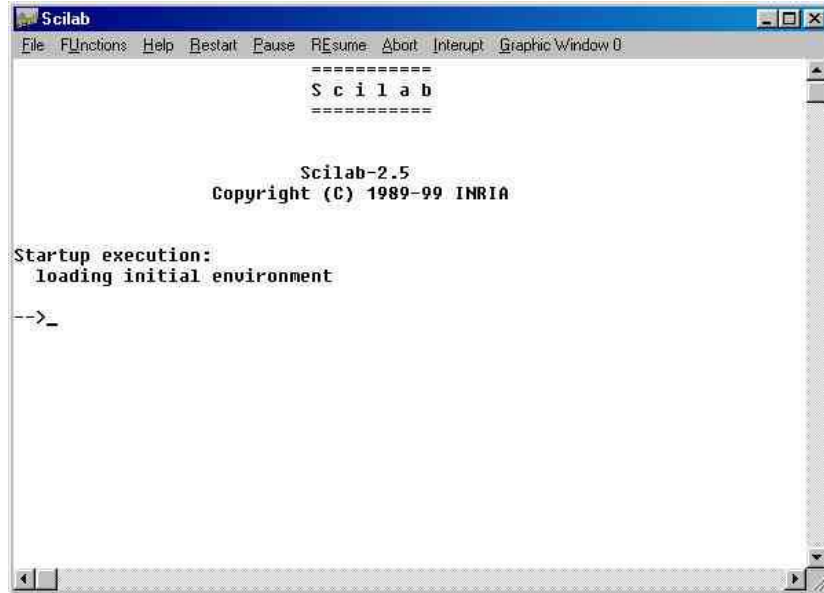 Scilab
File FUnctions Help Restart Pause REsume Abort Interupt Graphic Window 0
===========
S c i l a b
===========
Scilab-2.5
Copyright (C) 1989-99 INRIA
Startup execution:
loading initial environment
-->_